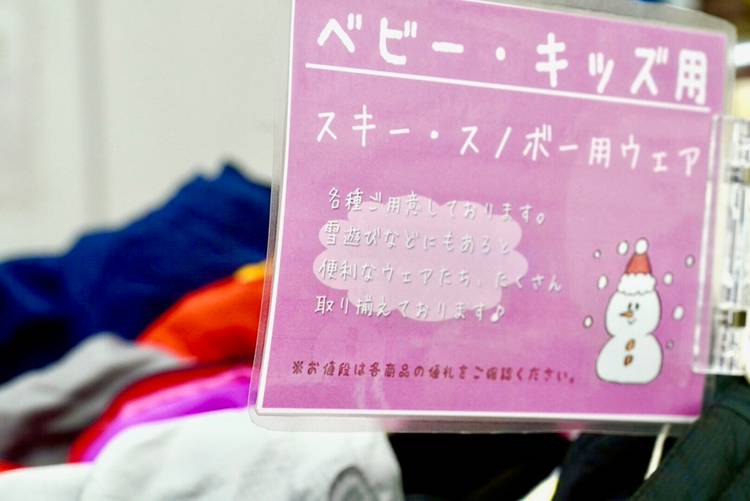 ベビー・キッズ用
スキー・スノボー用ウェア
各種ご用意しております。
雪遊びなどにもあると
便利なウェアたち、たくさん
取り揃えております♪
※お値段は各商品の値札をご確認ください。